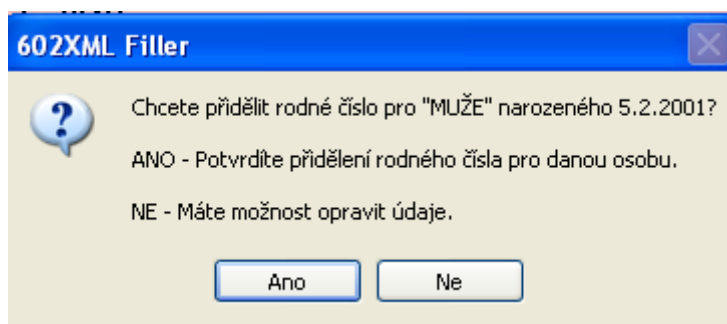 602XML Filler
Chcete přidělit rodné číslo pro "MUŽE" narozeného 5.2.2001?
ANO - Potvrdíte přidělení rodného čísla pro danou osobu.
NE - Máte možnost opravit údaje.
Ano
Ne